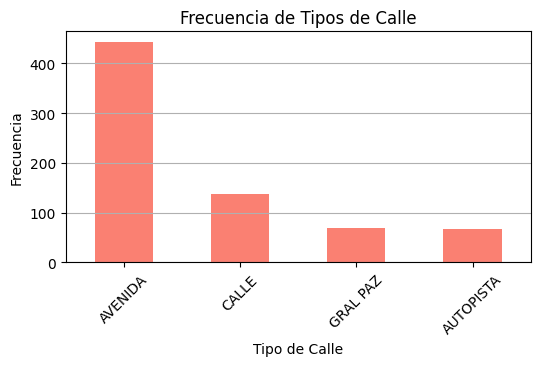 Frecuencia de Tipos de Calle
Frecuencia
400
300
200
100
0
AVENIDA
CALLE
GRAL PAZ
AUTOPISTA
Tipo de Calle